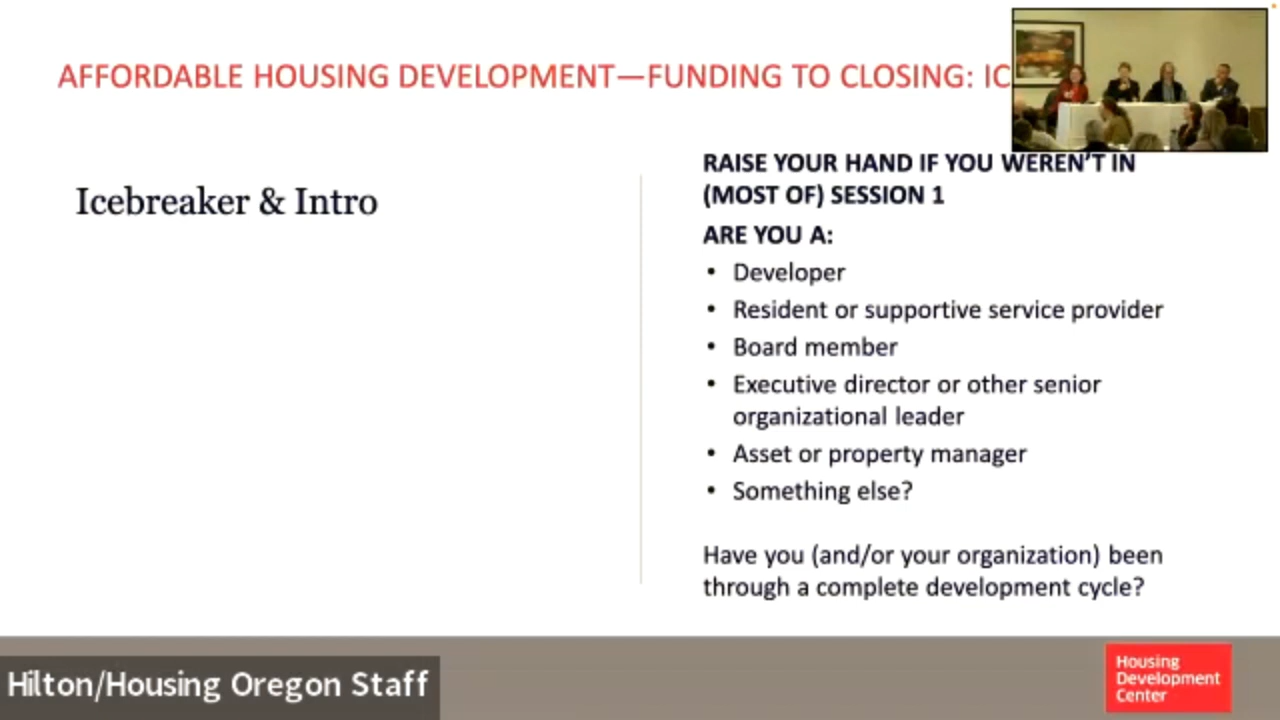 AFFORDABLE HOUSING DEVELOPMENT—FUNDING TO CLOSING: IC
Icebreaker & Intro
RAISE YOUR HAND IF YOU WEREN'T IN
(MOST OF) SESSION 1
ARE YOU A:
• Developer
• Resident or supportive service provider
• Board member
• Executive director or other senior
organizational leader
• Asset or property manager
• Something else?
Have you (and/or your organization) been
through a complete development cycle?
Hilton/Housing Oregon Staff
Housing
Development
Center